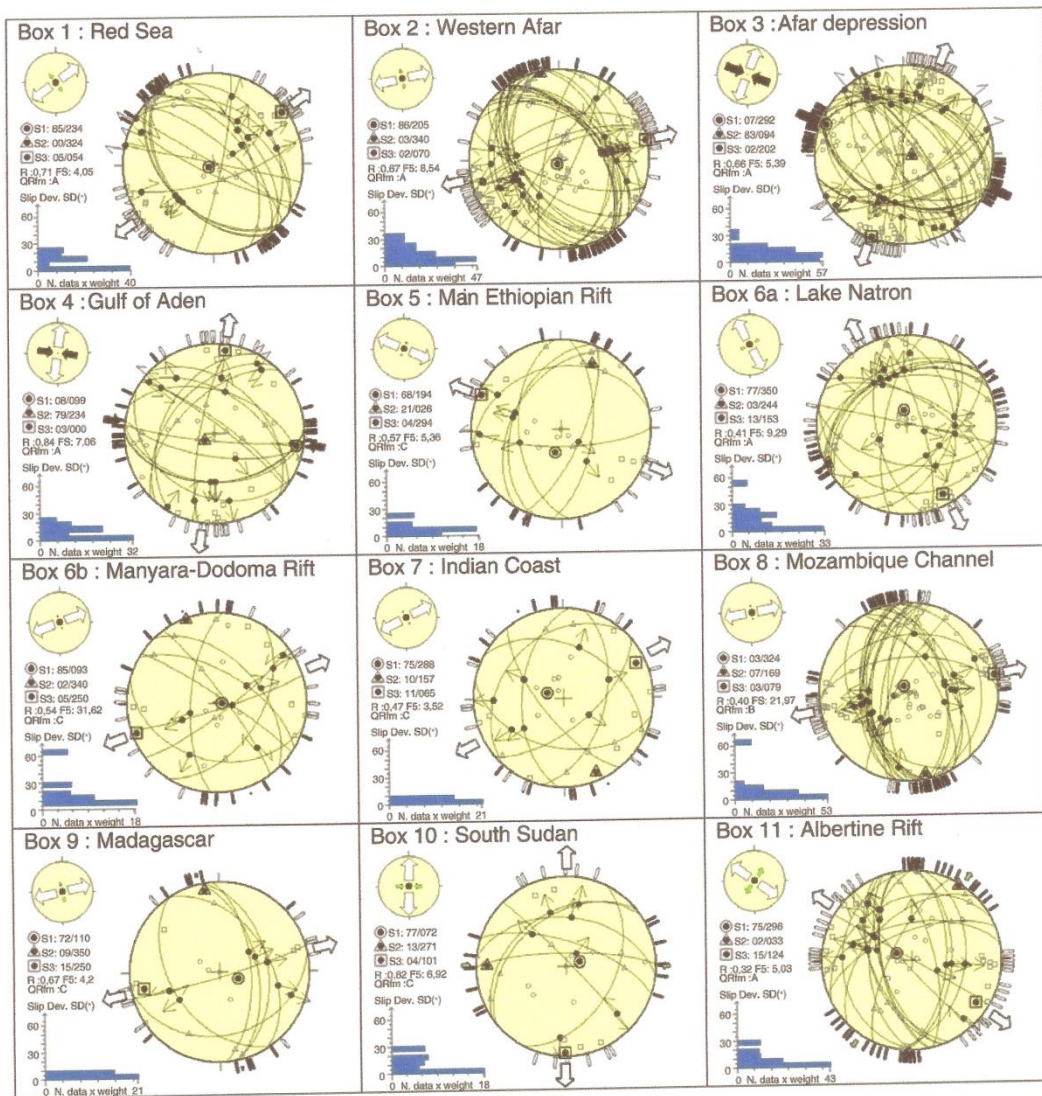 Box 1 : Red Sea
S1: 85/234
S2: 00/324
S3: 05/054
R :0,71 F5: 4,05
QRfm :A
Slip Dev. SD(°)
60
30
0
0 N. data x weight 40
Box 2 : Western Afar
S1: 86/205
S2: 03/340
S3: 02/070
R :0,67 F5: 8,54
QRfm :A
Slip Dev. SD(°)
60
30
0
0 N. data x weight 47
Box 3 : Afar depression
S1: 07/292
S2: 83/094
S3: 02/202
R :0,66 F5: 5,39
QRfm :A
Slip Dev. SD(°)
60
30
0
0 N. data x weight 57
Box 4 : Gulf of Aden
S1: 08/099
S2: 79/234
S3: 03/000
R :0,84 F5: 7,06
QRfm :A
Slip Dev. SD(°)
60
30
0
0 N. data x weight 32
Box 5 : Main Ethiopian Rift
S1: 68/194
S2: 21/026
S3: 04/294
R :0,57 F5: 5,36
QRfm :C
Slip Dev. SD(°)
60
30
0
0 N. data x weight 18
Box 6a : Lake Natron
S1: 77/350
S2: 03/244
S3: 13/153
R :0,41 F5: 9,29
QRfm :A
Slip Dev. SD(°)
60
30
0
0 N. data x weight 33
Box 6b : Manyara-Dodoma Rift
S1: 85/093
S2: 02/340
S3: 05/250
R :0,54 F5: 31,62
QRfm :C
Slip Dev. SD(°)
60
30
0
0 N. data x weight 18
Box 7 : Indian Coast
S1: 75/288
S2: 10/157
S3: 11/065
R :0,47 F5: 3,52
QRfm :C
Slip Dev. SD(°)
60
30
0
0 N. data x weight 21
Box 8 : Mozambique Channel
S1: 03/324
S2: 07/169
S3: 03/079
R :0,40 F5: 21,97
QRfm :B
Slip Dev. SD(°)
60
30
0
0 N. data x weight 53
Box 9 : Madagascar
S1: 72/110
S2: 09/350
S3: 15/250
R :0,67 F5: 4,2
QRfm :C
Slip Dev. SD(°)
60
30
0
0 N. data x weight 21
Box 10 : South Sudan
S1: 77/072
S2: 13/271
S3: 04/101
R :0,82 F5: 6,92
QRfm :C
Slip Dev. SD(°)
60
30
0
0 N. data x weight 18
Box 11 : Albertine Rift
S1: 75/296
S2: 02/033
S3: 15/124
R :0,32 F5: 5,03
QRfm :A
Slip Dev. SD(°)
60
30
0
0 N. data x weight 43